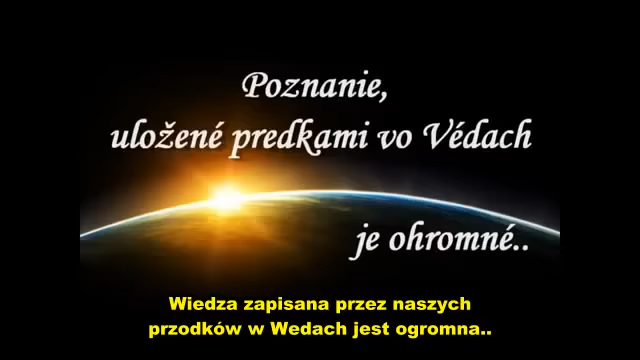 Poznanie,
uložené predkami vo Védach
je ohromné..
Wiedza zapisana przez naszych
przodków w Wedach jest ogromna..